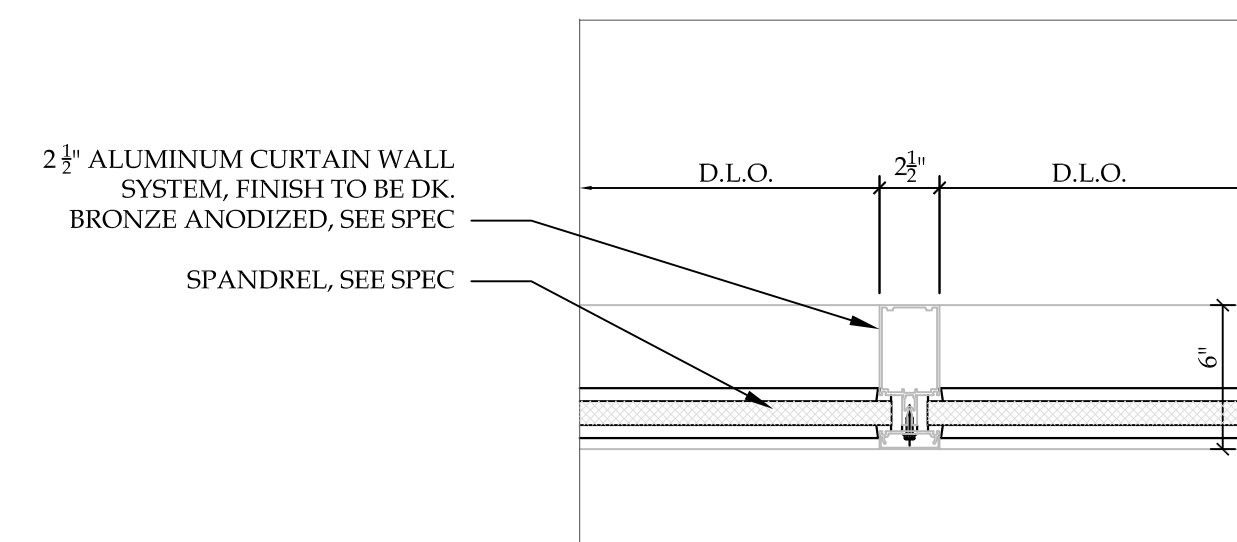 2 1/2" ALUMINUM CURTAIN WALL
SYSTEM, FINISH TO BE DK.
BRONZE ANODIZED, SEE SPEC
SPANDREL, SEE SPEC
D.L.O.
2 1/2"
D.L.O.
6"